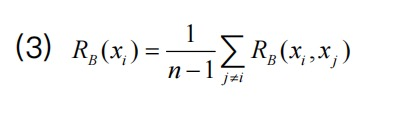 (3) R_B(x_i) = \frac{1}{n-1} \sum_{j \neq i} R_B(x_i, x_j)